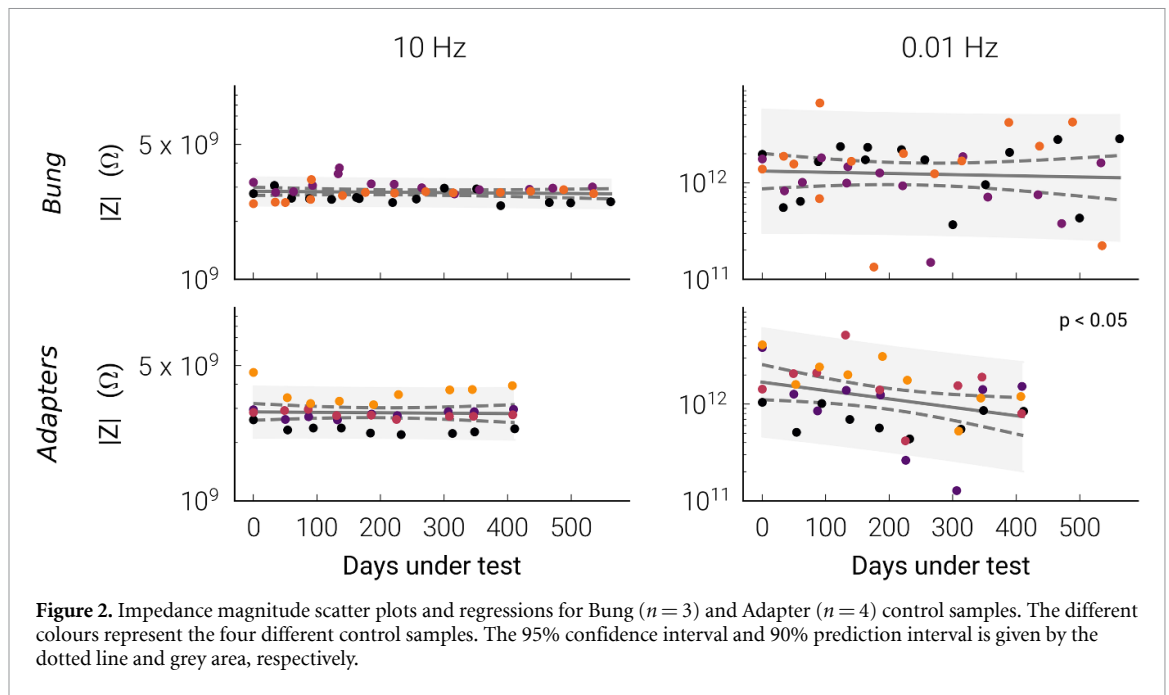 10 Hz
0.01 Hz
Bung
|Z| (Ω)
5 x 10⁹
10⁹
10¹²
10¹¹
Adapters
|Z| (Ω)
5 x 10⁹
10⁹
p < 0.05
10¹²
10¹¹
0 100 200 300 400 500
0 100 200 300 400 500
Days under test
Days under test
Figure 2. Impedance magnitude scatter plots and regressions for Bung (n = 3) and Adapter (n = 4) control samples. The different
colours represent the four different control samples. The 95% confidence interval and 90% prediction interval is given by the
dotted line and grey area, respectively.